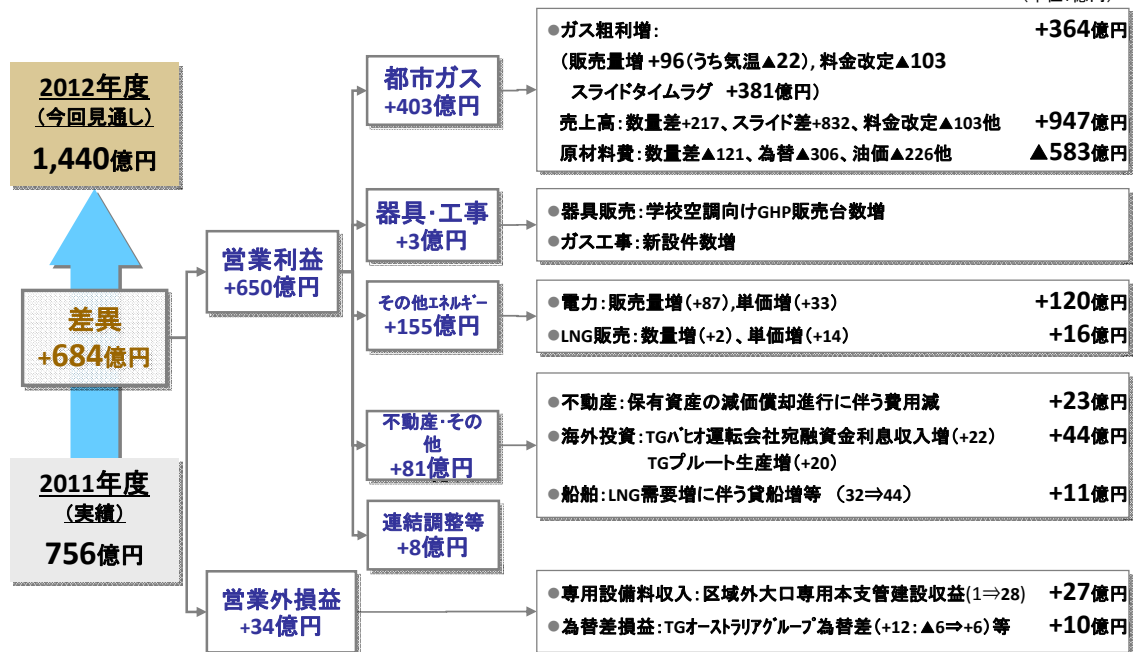 2012年度
(今回見通し)
1,440億円
差異
+684億円
2011年度
(実績)
756億円
営業利益
+650億円
営業外損益
+34億円
都市ガス
+403億円
●ガス粗利増: +364億円
(販売量増 +96(うち気温▲22), 料金改定▲103
スライドタイムラグ +381億円)
売上高:数量差+217、スライド差+832、料金改定▲103他 +947億円
原材料費:数量差▲121、為替▲306、油価▲226他 ▲583億円
器具・工事
+3億円
●器具販売:学校空調向けGHP販売台数増
●ガス工事:新設件数増
その他エネルギー
+155億円
●電力:販売量増(+87),単価増(+33) +120億円
●LNG販売:数量増(+2)、単価増(+14) +16億円
不動産・その
他
+81億円
●不動産:保有資産の減価償却進行に伴う費用減 +23億円
●海外投資:TGバヒオ運転会社宛融資金利息収入増(+22) +44億円
TGプルート生産増(+20)
●船舶:LNG需要増に伴う貸船増等 (32⇒44) +11億円
連結調整等
+8億円
●専用設備料収入:区域外大口専用本支管建設収益(1⇒28) +27億円
●為替差損益:TGオーストラリアグループ為替差(+12:▲6⇒+6)等 +10億円